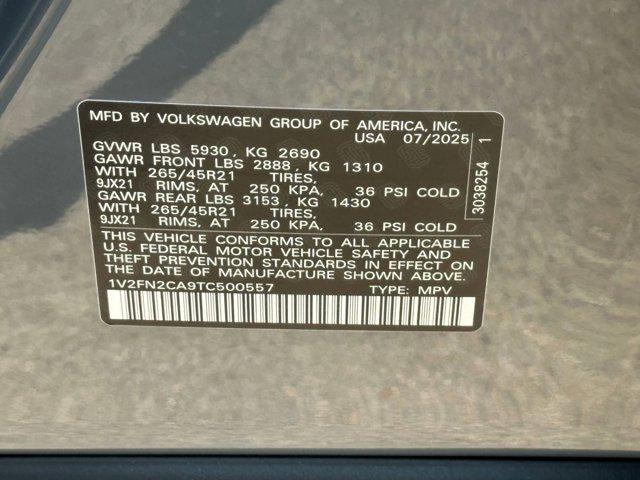 MFD BY VOLKSWAGEN GROUP OF AMERICA, INC.
USA 07/2025
GVWR LBS 5930 , KG 2690
GAWR FRONT LBS 2888 , KG 1310
WITH 265/45R21 TIRES,
9JX21 RIMS, AT 250 KPA, 36 PSI COLD
GAWR REAR LBS 3153 , KG 1430
WITH 265/45R21 TIRES,
9JX21 RIMS, AT 250 KPA, 36 PSI COLD
THIS VEHICLE CONFORMS TO ALL APPLICABLE
U.S. FEDERAL MOTOR VEHICLE SAFETY AND
THEFT PREVENTION STANDARDS IN EFFECT ON
THE DATE OF MANUFACTURE SHOWN ABOVE.
1V2FN2CA9TC500557 TYPE: MPV
3038254 1